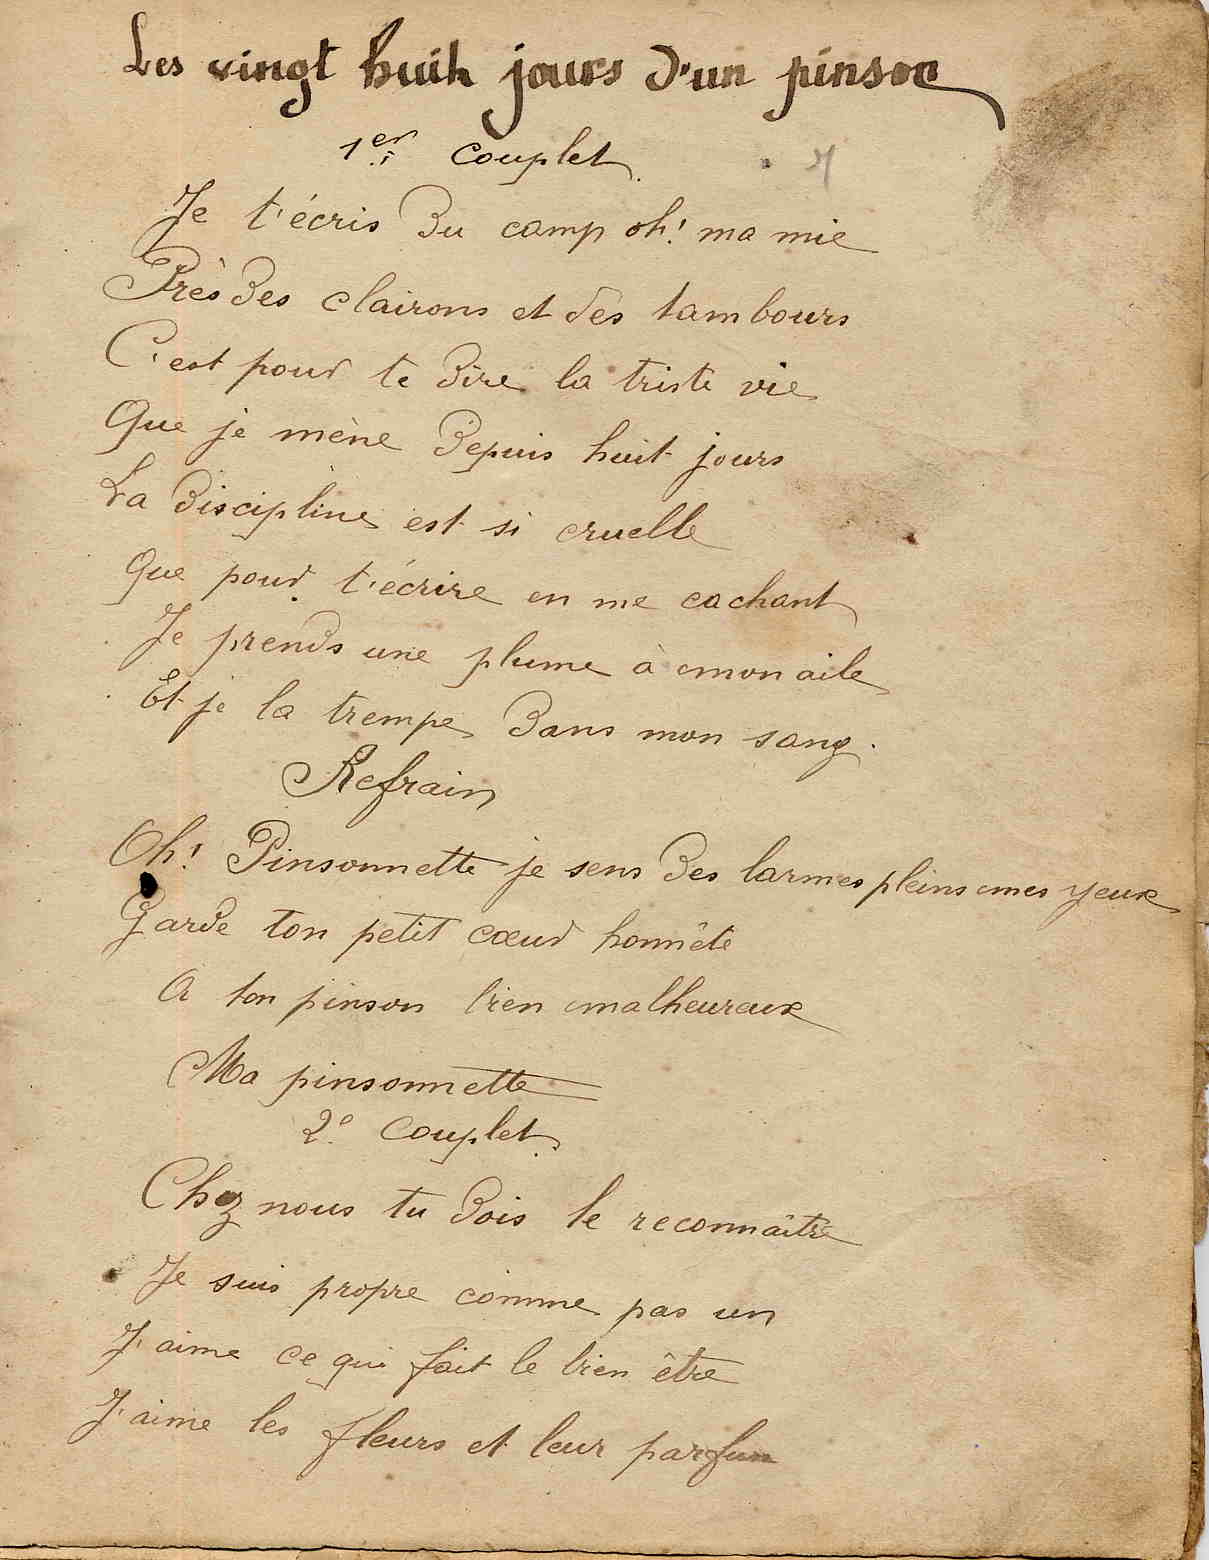 Les vingt huit jours d'un pinson
1er couplet
Je t'écris du camp oh! ma mie
Près des clairons et des tambours
C'est pour te dire la triste vie
Que je mène depuis huit jours
La discipline est si cruelle
Que pour t'écrire en me cachant
Je prends une plume à mon aile
Et je la trempe dans mon sang.
Refrain
Oh! Pinsonnette je sens des larmes pleins mes yeux
Garde ton petit cœur honnête
A ton pinson bien malheureux
Ma pinsonnette
2e Couplet
Chez nous tu dois le reconnaître
Je suis propre comme pas un
J'aime ce qui fait le bien être
J'aime les fleurs et leur parfum